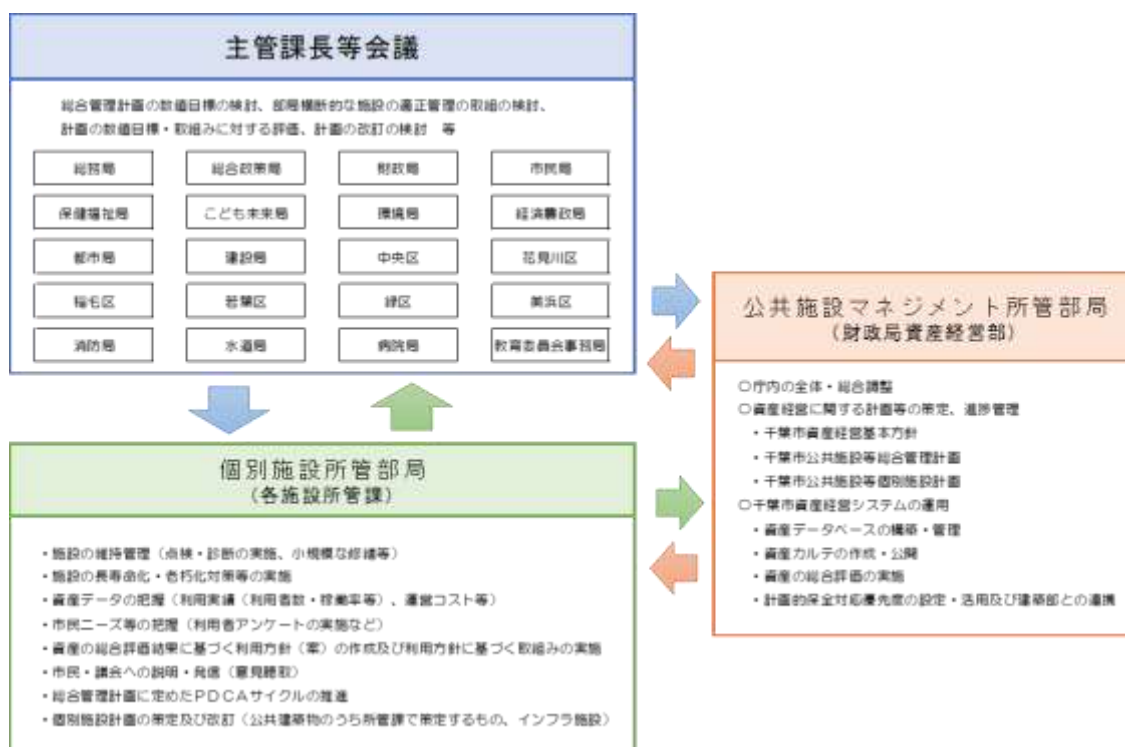 主管課長等会議
総合管理計画の数値目標の検討、部局横断的な施設の適正管理の取組の検討、
計画の数値目標・取組みに対する評価、計画の改訂の検討　等
総務局
総合政策局
財政局
市民局
保健福祉局
こども未来局
環境局
経済農政局
都市局
建設局
中央区
花見川区
稲毛区
若葉区
緑区
美浜区
消防局
水道局
病院局
教育委員会事務局
個別施設所管部局
（各施設所管課）
・施設の維持管理（点検・診断の実施、小規模な修繕等）
・施設の長寿命化・老朽化対策等の実施
・資産データの把握（利用実績（利用者数・稼働率等）、運営コスト等）
・市民ニーズ等の把握（利用者アンケートの実施など）
・資産の総合評価結果に基づく利用方針（案）の作成及び利用方針に基づく取組みの実施
・市民・議会への説明・発信（意見聴取）
・総合管理計画に定めたＰＤＣＡサイクルの推進
・個別施設計画の策定及び改訂（公共建築物のうち所管課で策定するもの、インフラ施設）
公共施設マネジメント所管部局
（財政局資産経営部）
○庁内の全体・総合調整
○資産経営に関する計画等の策定、進捗管理
・千葉市資産経営基本方針
・千葉市公共施設等総合管理計画
・千葉市公共施設等個別施設計画
○千葉市資産経営システムの運用
・資産データベースの構築・管理
・資産カルテの作成・公開
・資産の総合評価の実施
・計画的保全対応優先度の設定・活用及び建築部との連携